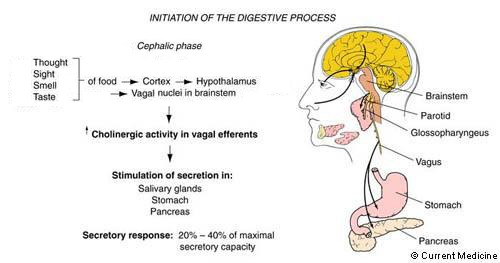 INITIATION OF THE DIGESTIVE PROCESS
Cephalic phase
Thought
Sight
Smell
Taste
of food → Cortex → Hypothalamus
→ Vagal nuclei in brainstem
↑ Cholinergic activity in vagal efferents
Stimulation of secretion in:
Salivary glands
Stomach
Pancreas
Secretory response: 20% – 40% of maximal
secretory capacity
Brainstem
Parotid
Glossopharyngeus
Vagus
Stomach
Pancreas
© Current Medicine